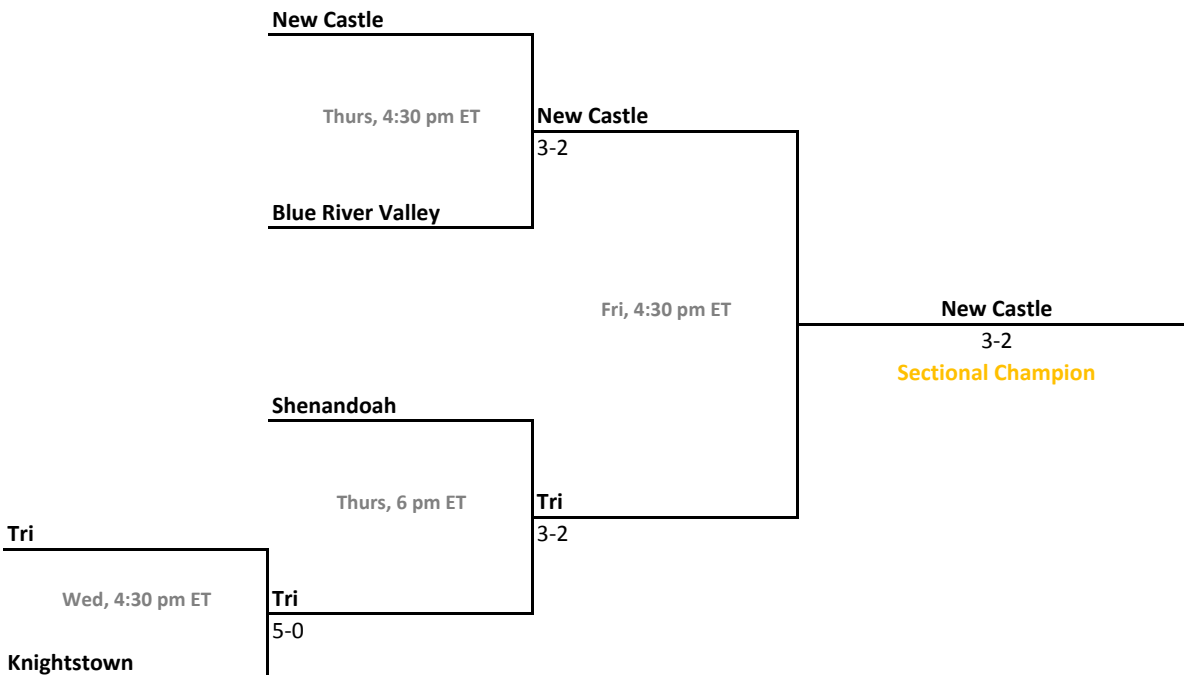 New Castle
Thurs, 4:30 pm ET
New Castle
3-2
Blue River Valley
Fri, 4:30 pm ET
New Castle
3-2
Sectional Champion
Shenandoah
Thurs, 6 pm ET
Tri
3-2
Tri
Wed, 4:30 pm ET
Tri
5-0
Knightstown